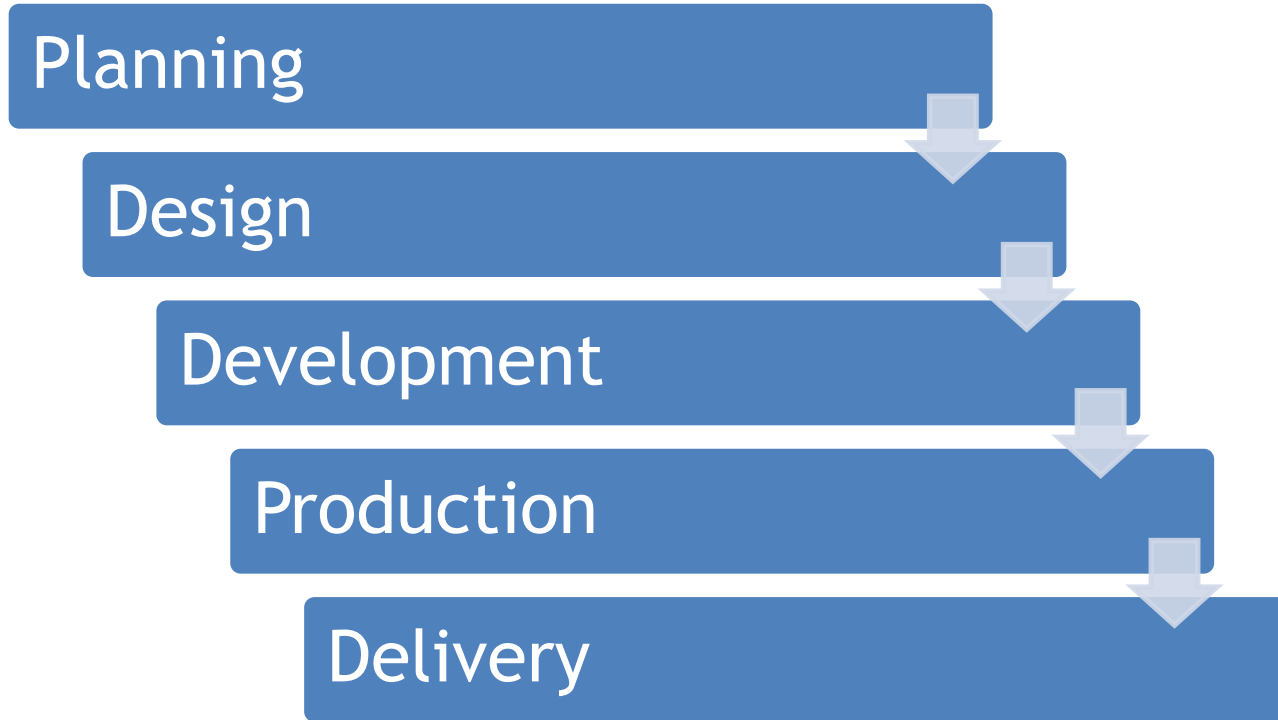 Planning
Design
Development
Production
Delivery